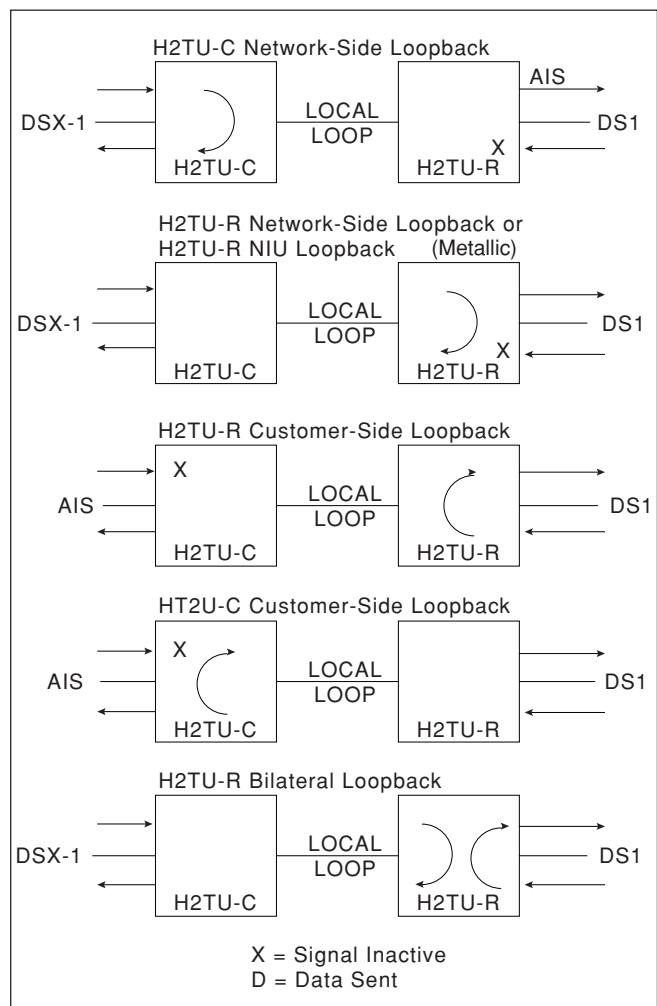 H2TU-C Network-Side Loopback
AIS
DSX-1
LOCAL
LOOP
DS1
X
H2TU-C
H2TU-R
H2TU-R Network-Side Loopback or
H2TU-R NIU Loopback (Metallic)
DSX-1
LOCAL
LOOP
DS1
X
H2TU-C
H2TU-R
H2TU-R Customer-Side Loopback
X
AIS
LOCAL
LOOP
DS1
H2TU-C
H2TU-R
HT2U-C Customer-Side Loopback
X
AIS
LOCAL
LOOP
DS1
H2TU-C
H2TU-R
H2TU-R Bilateral Loopback
DSX-1
LOCAL
LOOP
DS1
H2TU-C
H2TU-R
X = Signal Inactive
D = Data Sent